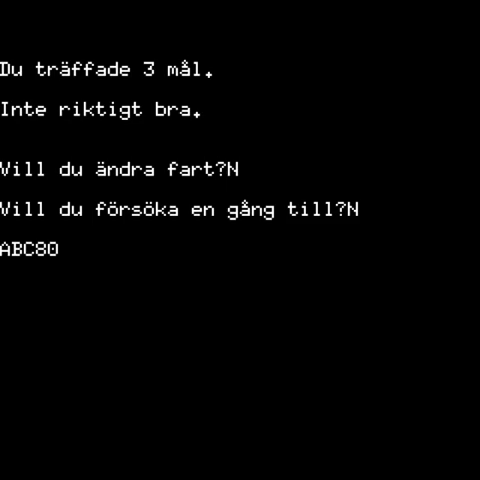 Du träffade 3 mål.
Inte riktigt bra.
Vill du ändra fart?N
Vill du försöka en gång till?N
ABC80